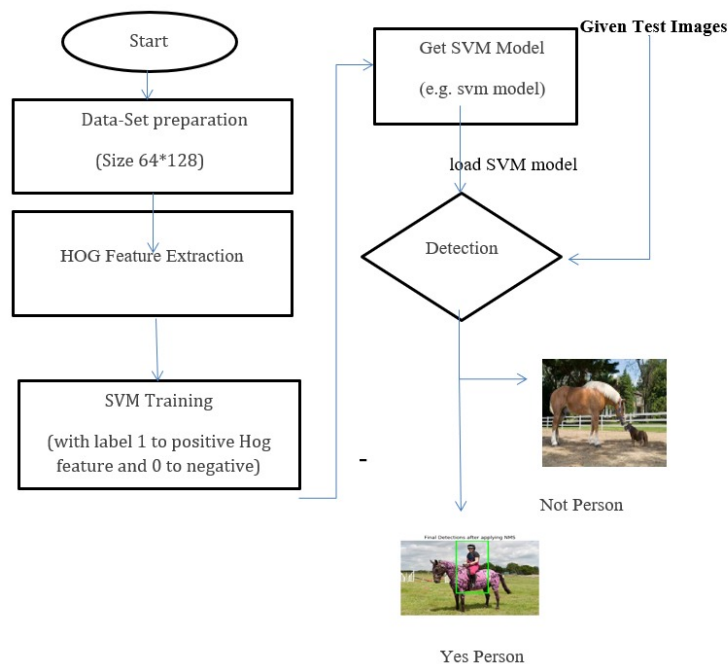 Start
Data-Set preparation
(Size 64*128)
HOG Feature Extraction
SVM Training
(with label 1 to positive Hog
feature and 0 to negative)
-
Get SVM Model
(e.g. svm model)
Given Test Images
load SVM model
Detection
Not Person
Final Detections after applying NMS
Yes Person